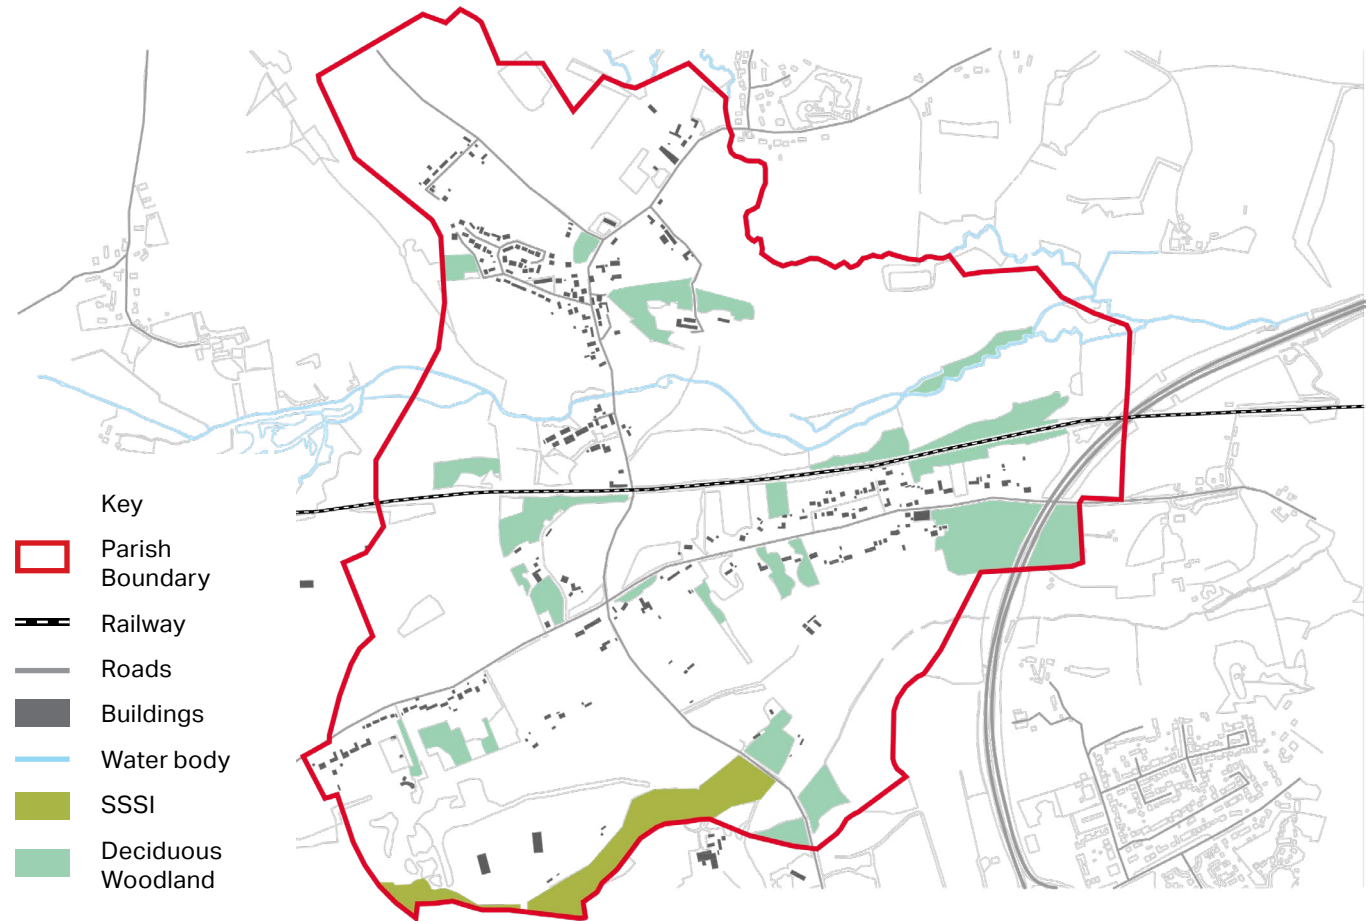 Key
Parish
Boundary
Railway
Roads
Buildings
Water body
SSSI
Deciduous
Woodland